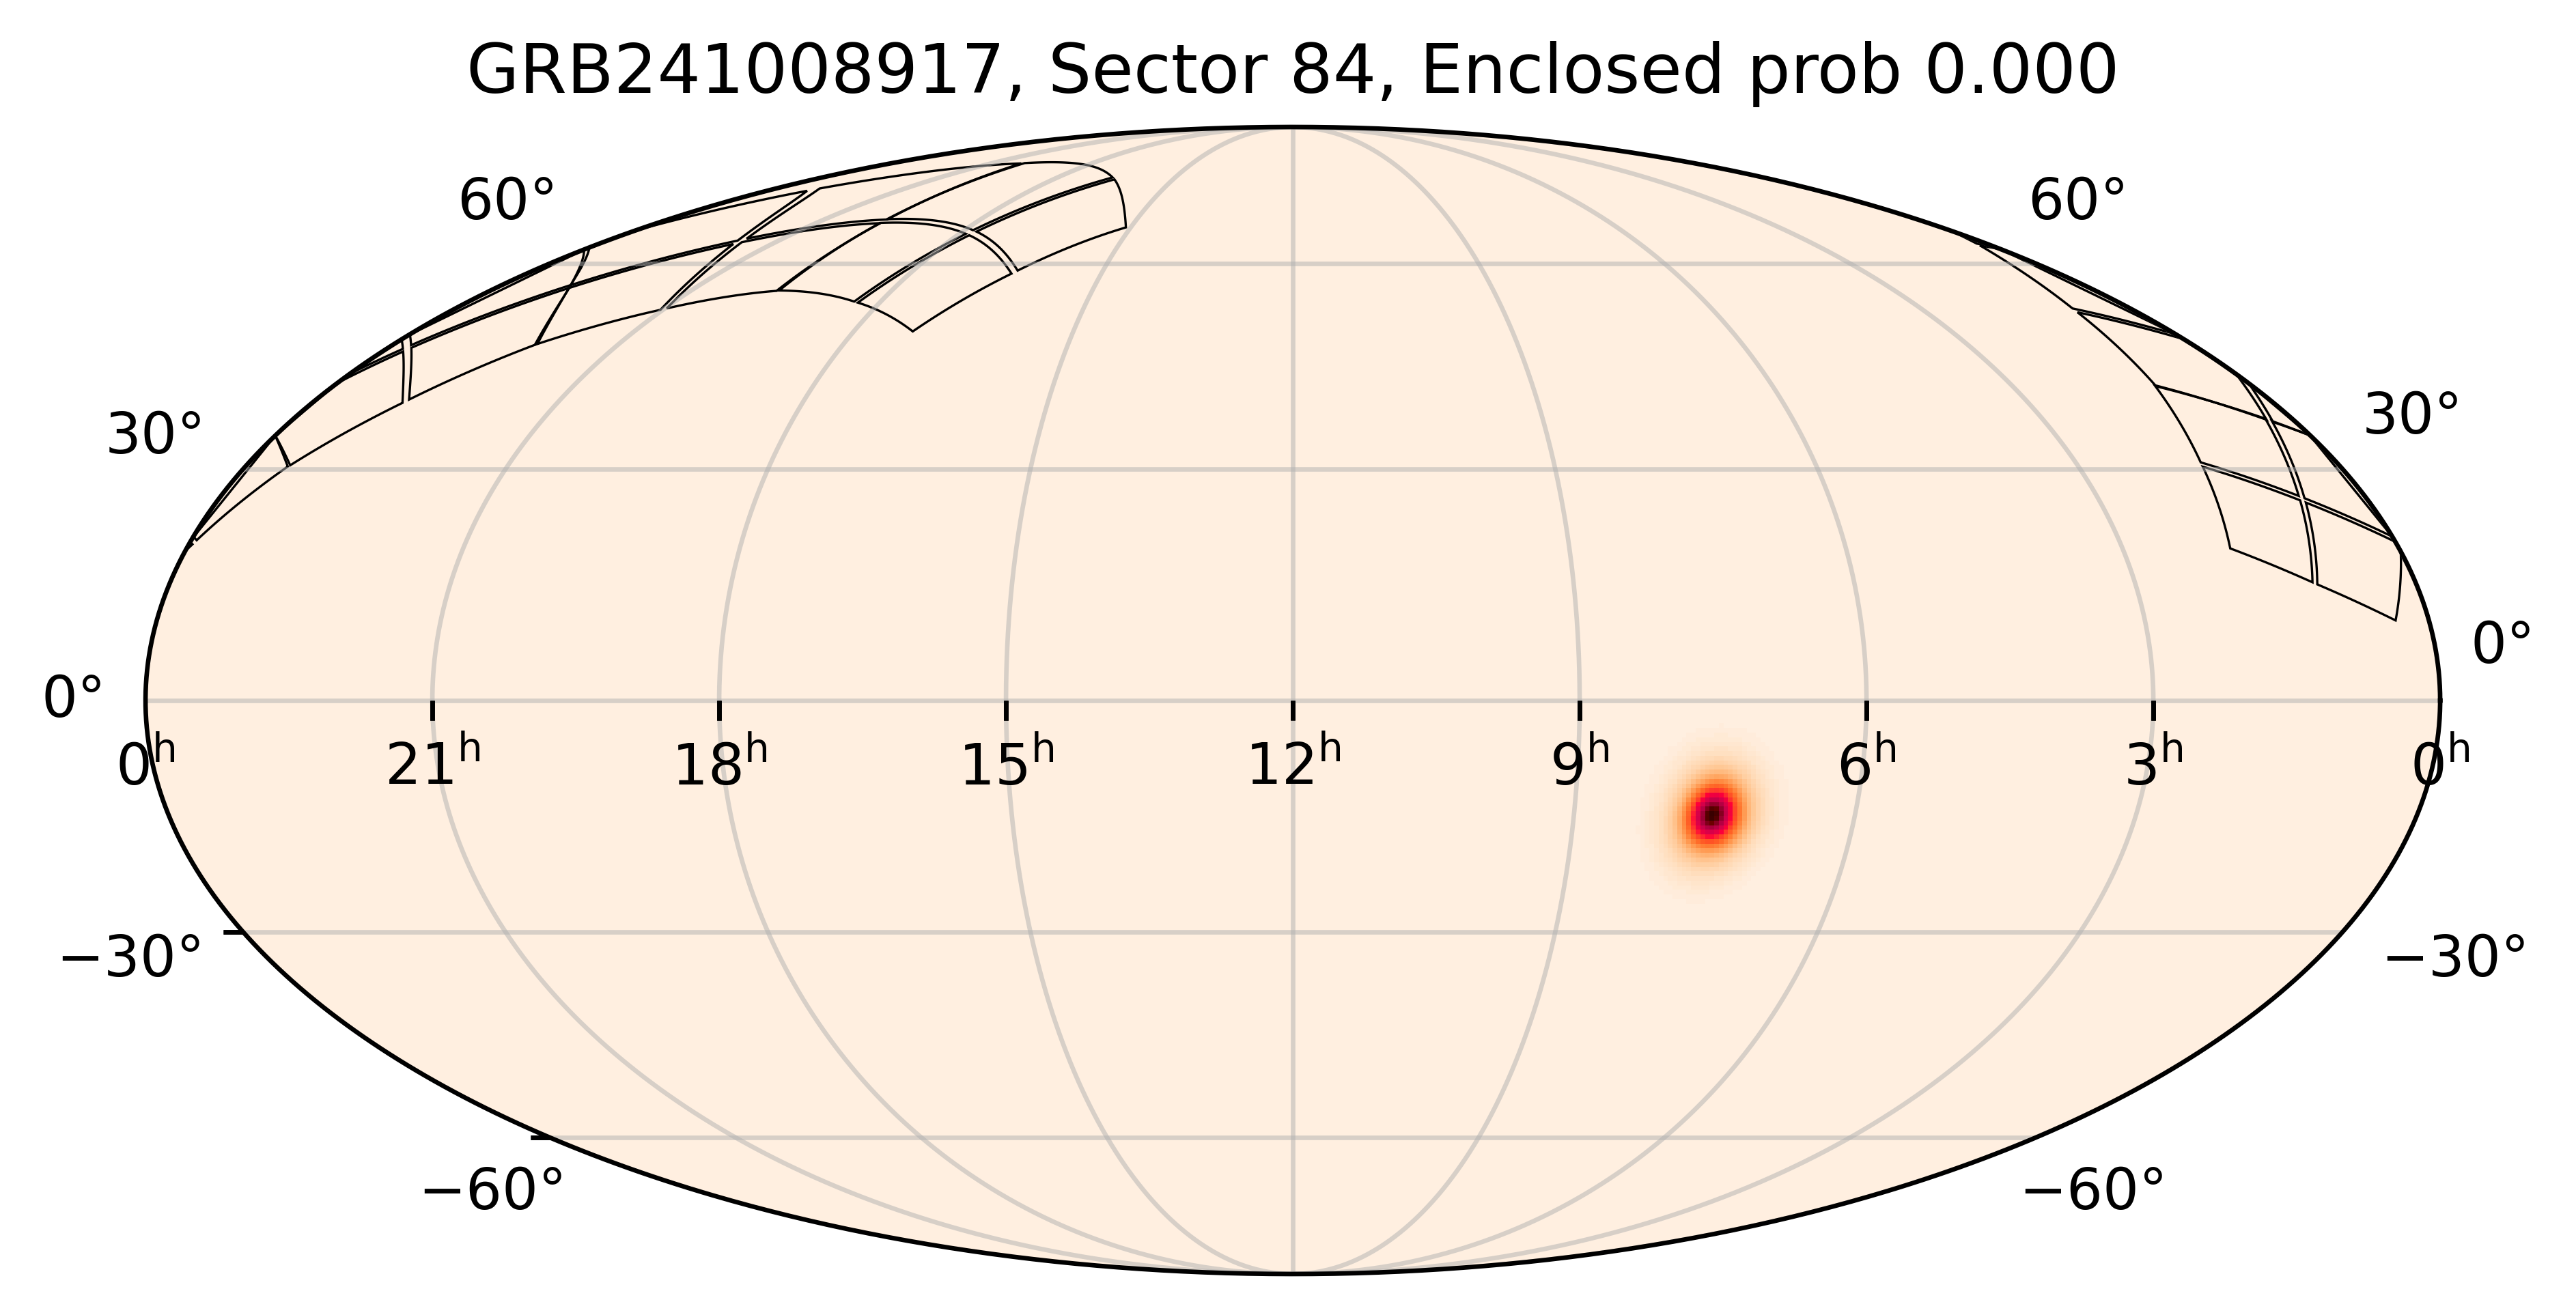 GRB241008917, Sector 84, Enclosed prob 0.000
60° 60°
30° 30°
0° 0°
0ʰ 21ʰ 18ʰ 15ʰ 12ʰ 9ʰ 6ʰ 3ʰ 0ʰ
−30° −30°
−60° −60°